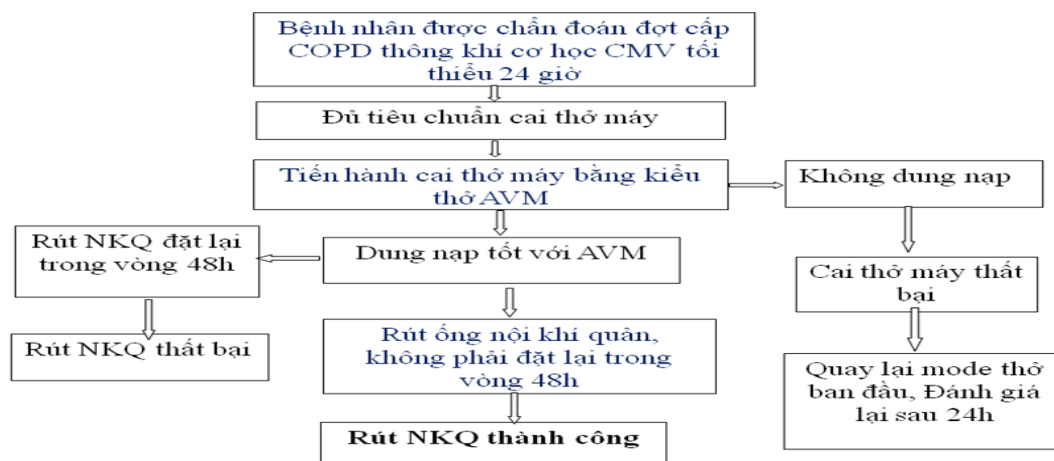 Bệnh nhân được chẩn đoán đợt cấp
COPD thông khí cơ học CMV tối
thiểu 24 giờ
Đủ tiêu chuẩn cai thở máy
Tiến hành cai thở máy bằng kiểu
thở AVM
Không dung nạp
Rút NKQ đặt lại
trong vòng 48h
Dung nạp tốt với AVM
Cai thở máy thất
bại
Rút NKQ thất bại
Rút ống nội khí quản,
không phải đặt lại trong
vòng 48h
Quay lại mode thở
ban đầu, Đánh giá
lại sau 24h
Rút NKQ thành công